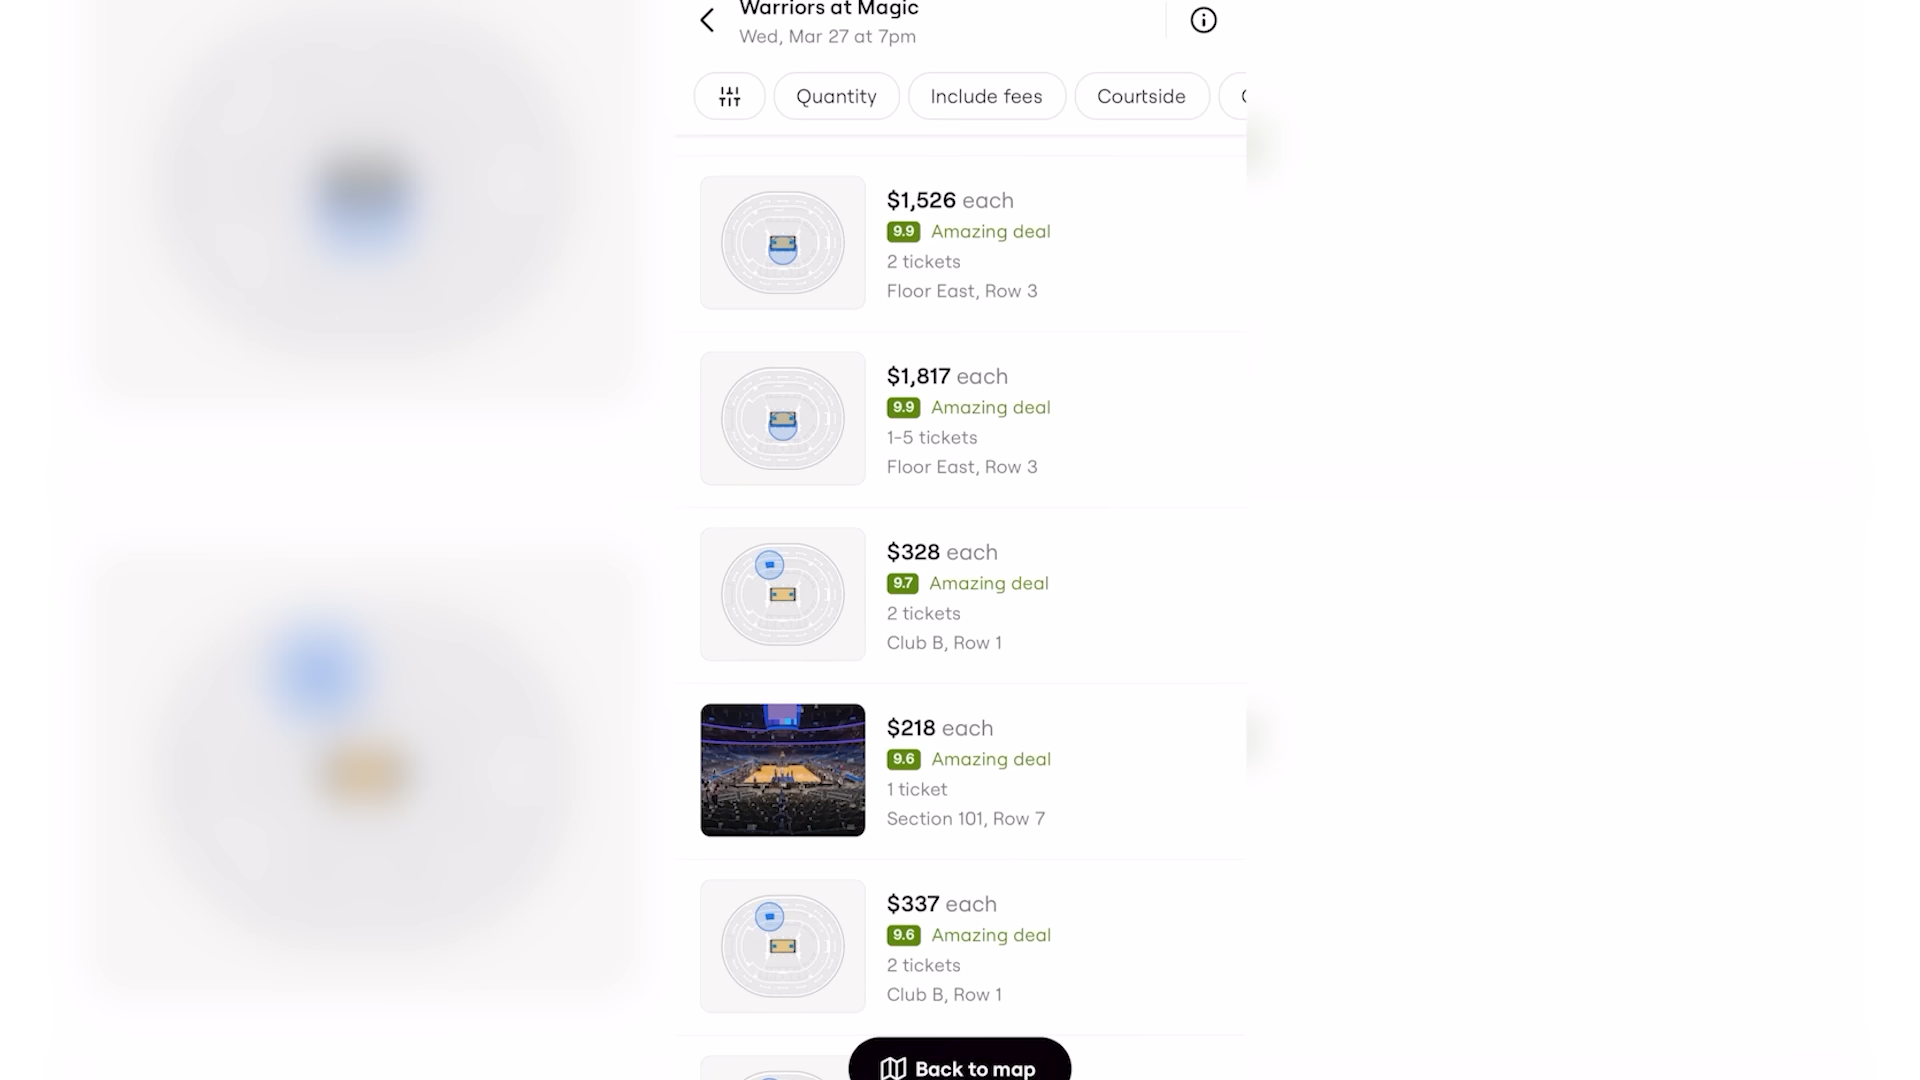 Warriors at Magic
Wed, Mar 27 at 7pm
Quantity
Include fees
Courtside
$1,526 each
9.9 Amazing deal
2 tickets
Floor East, Row 3
$1,817 each
9.9 Amazing deal
1-5 tickets
Floor East, Row 3
$328 each
9.7 Amazing deal
2 tickets
Club B, Row 1
$218 each
9.6 Amazing deal
1 ticket
Section 101, Row 7
$337 each
9.6 Amazing deal
2 tickets
Club B, Row 1
Back to map